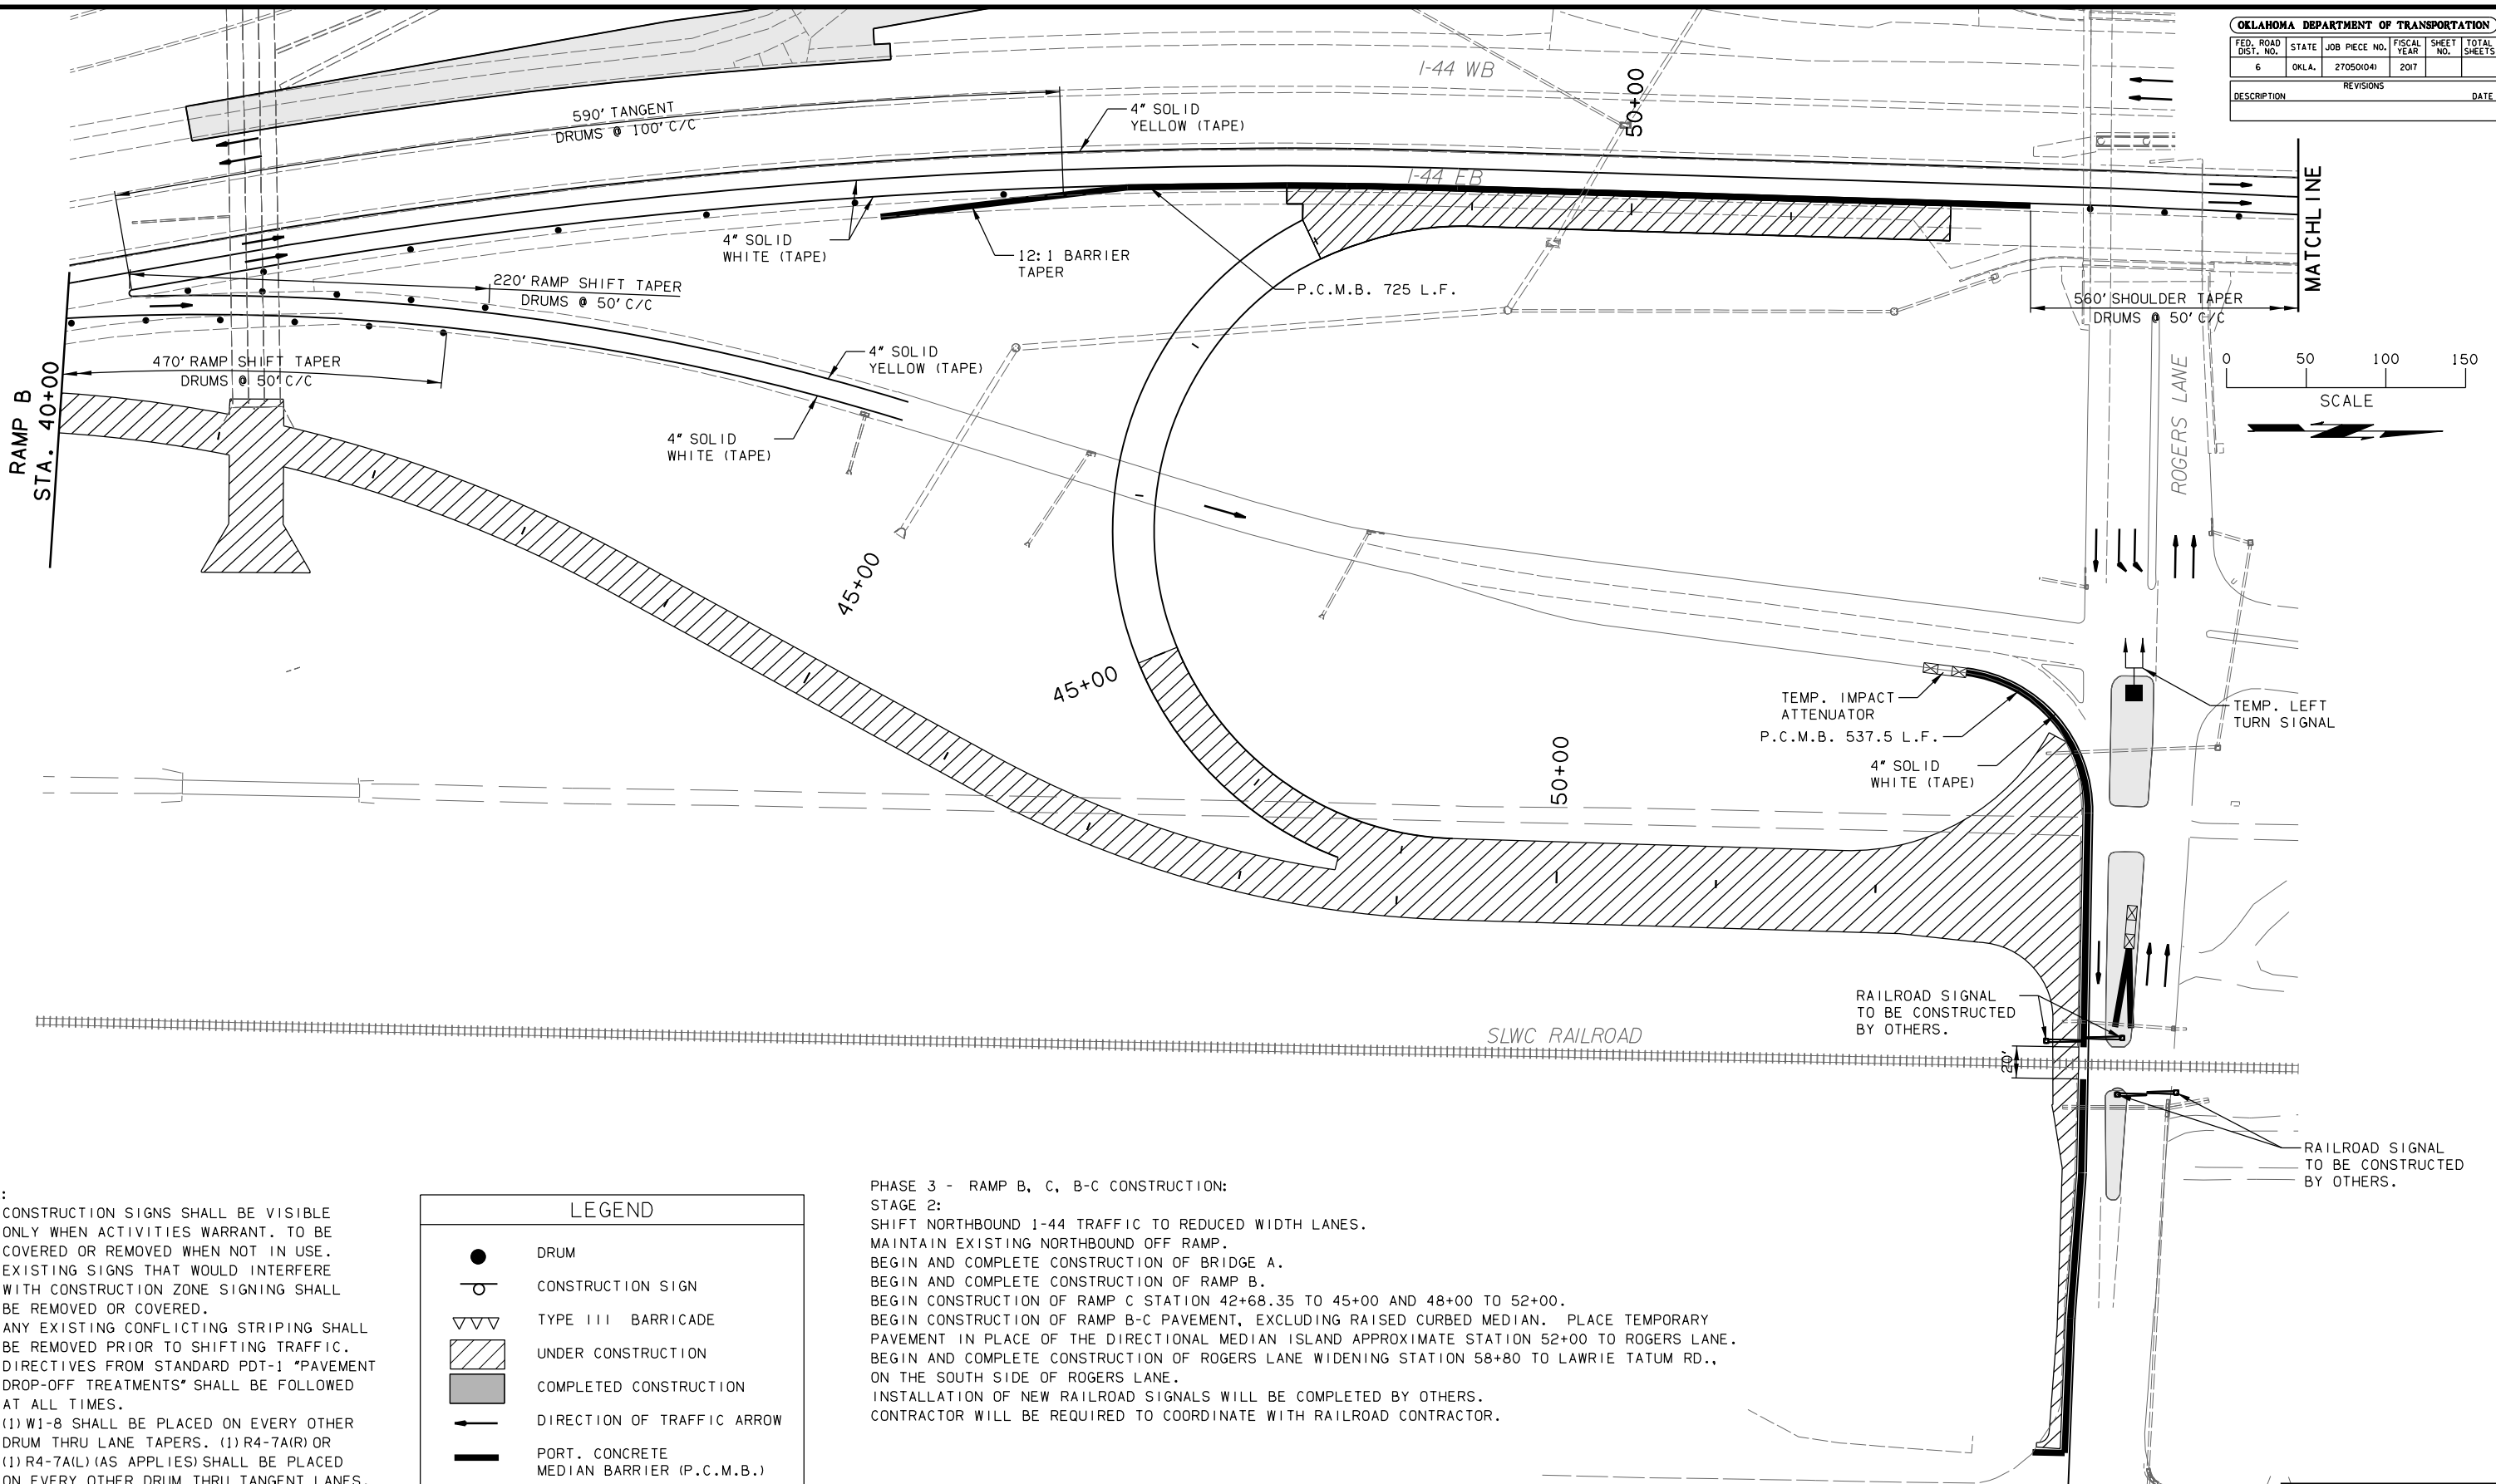 OKLAHOMA DEPARTMENT OF TRANSPORTATION
FED. ROAD DIST. NO.
STATE
JOB PIECE NO.
FISCAL YEAR
SHEET NO.
TOTAL SHEETS
6
OKLA.
27050(04)
2017
REVISIONS
DESCRIPTION
DATE
I-44 WB
50+00
590' TANGENT
DRUMS @ 100' C/C
4" SOLID
YELLOW (TAPE)
I-44 EB
MATCHLINE
4" SOLID
WHITE (TAPE)
12:1 BARRIER
TAPER
220' RAMP SHIFT TAPER
DRUMS @ 50' C/C
P.C.M.B. 725 L.F.
560' SHOULDER TAPER
DRUMS @ 50' C/C
470' RAMP SHIFT TAPER
DRUMS @ 50' C/C
4" SOLID
YELLOW (TAPE)
0 50 100 150
SCALE
RAMP B
STA. 40+00
ROGERS LANE
4" SOLID
WHITE (TAPE)
45+00
45+00
TEMP. IMPACT
ATTENUATOR
P.C.M.B. 537.5 L.F.
TEMP. LEFT
TURN SIGNAL
50+00
4" SOLID
WHITE (TAPE)
RAILROAD SIGNAL
TO BE CONSTRUCTED
BY OTHERS.
SLWC RAILROAD
20'
RAILROAD SIGNAL
TO BE CONSTRUCTED
BY OTHERS.
:
CONSTRUCTION SIGNS SHALL BE VISIBLE
ONLY WHEN ACTIVITIES WARRANT. TO BE
COVERED OR REMOVED WHEN NOT IN USE.
EXISTING SIGNS THAT WOULD INTERFERE
WITH CONSTRUCTION ZONE SIGNING SHALL
BE REMOVED OR COVERED.
ANY EXISTING CONFLICTING STRIPING SHALL
BE REMOVED PRIOR TO SHIFTING TRAFFIC.
DIRECTIVES FROM STANDARD PDT-1 "PAVEMENT
DROP-OFF TREATMENTS" SHALL BE FOLLOWED
AT ALL TIMES.
(1) W1-8 SHALL BE PLACED ON EVERY OTHER
DRUM THRU LANE TAPERS. (1) R4-7A(R) OR
(1) R4-7A(L) (AS APPLIES) SHALL BE PLACED
ON EVERY OTHER DRUM THRU TANGENT LANES.
LEGEND
DRUM
CONSTRUCTION SIGN
TYPE III BARRICADE
UNDER CONSTRUCTION
COMPLETED CONSTRUCTION
DIRECTION OF TRAFFIC ARROW
PORT. CONCRETE
MEDIAN BARRIER (P.C.M.B.)
PHASE 3 - RAMP B, C, B-C CONSTRUCTION:
STAGE 2:
SHIFT NORTHBOUND I-44 TRAFFIC TO REDUCED WIDTH LANES.
MAINTAIN EXISTING NORTHBOUND OFF RAMP.
BEGIN AND COMPLETE CONSTRUCTION OF BRIDGE A.
BEGIN AND COMPLETE CONSTRUCTION OF RAMP B.
BEGIN CONSTRUCTION OF RAMP C STATION 42+68.35 TO 45+00 AND 48+00 TO 52+00.
BEGIN CONSTRUCTION OF RAMP B-C PAVEMENT, EXCLUDING RAISED CURBED MEDIAN. PLACE TEMPORARY
PAVEMENT IN PLACE OF THE DIRECTIONAL MEDIAN ISLAND APPROXIMATE STATION 52+00 TO ROGERS LANE.
BEGIN AND COMPLETE CONSTRUCTION OF ROGERS LANE WIDENING STATION 58+80 TO LAWRIE TATUM RD.,
ON THE SOUTH SIDE OF ROGERS LANE.
INSTALLATION OF NEW RAILROAD SIGNALS WILL BE COMPLETED BY OTHERS.
CONTRACTOR WILL BE REQUIRED TO COORDINATE WITH RAILROAD CONTRACTOR.